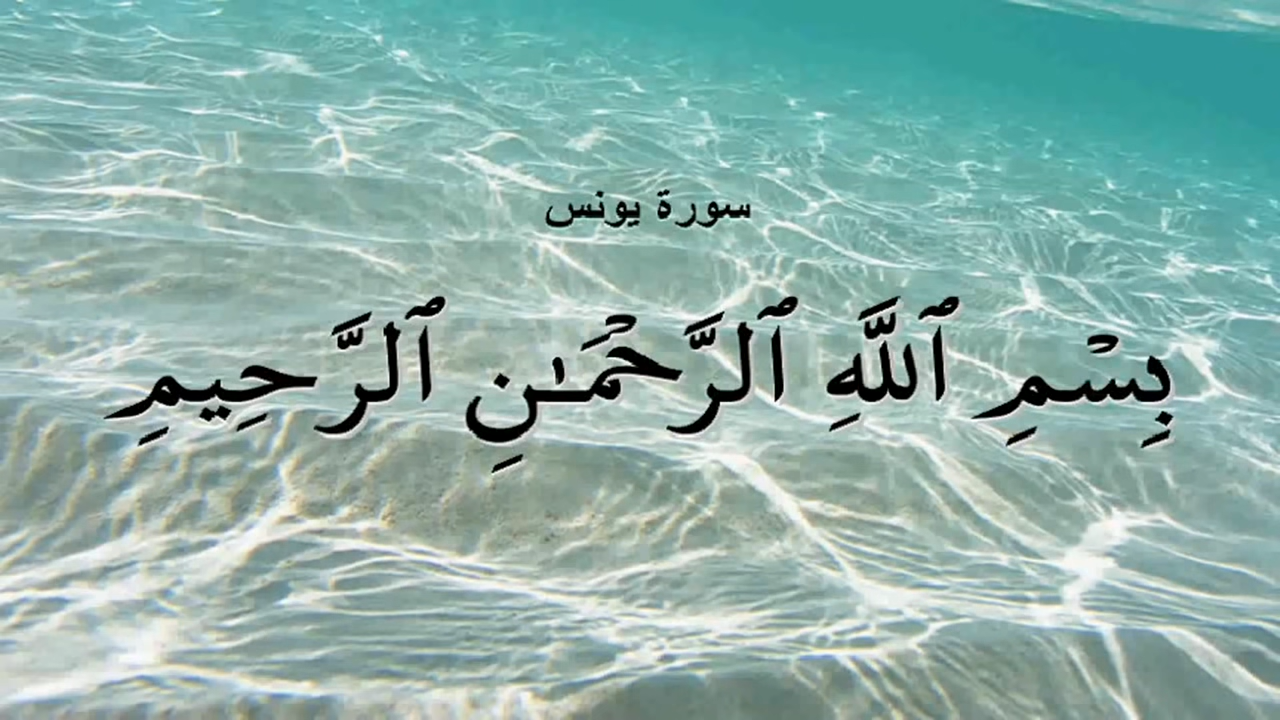 سورة يونس
بِسْمِ ٱللَّهِ ٱلرَّحْمَـٰنِ ٱلرَّحِيمِ